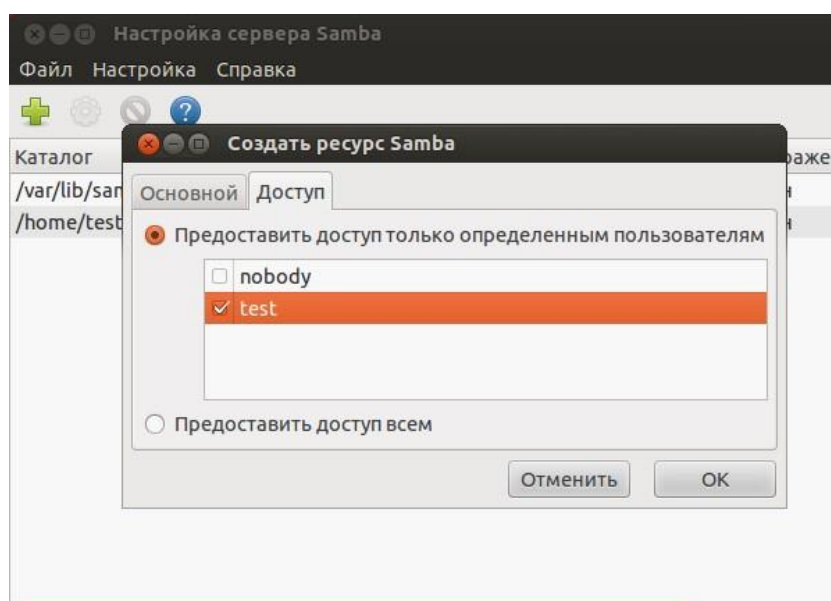 Настройка сервера Samba
Файл Настройка Справка
Каталог
/var/lib/
/home/test
Создать ресурс Samba
Основной Доступ
Предоставить доступ только определенным пользователям
nobody
test
Предоставить доступ всем
Отменить OK